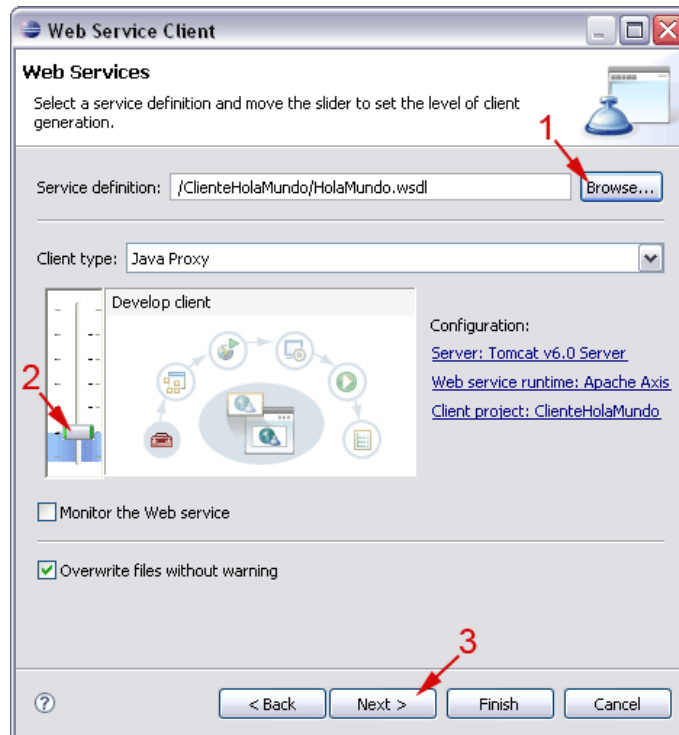 Web Service Client
Web Services
Select a service definition and move the slider to set the level of client
generation.
1
Service definition: /ClienteHolaMundo/HolaMundo.wsdl Browse...
Client type: Java Proxy
Develop client
Configuration:
Server: Tomcat v6.0 Server
2
Web service runtime: Apache Axis
Client project: ClienteHolaMundo
Monitor the Web service
Overwrite files without warning
3
? < Back Next > Finish Cancel